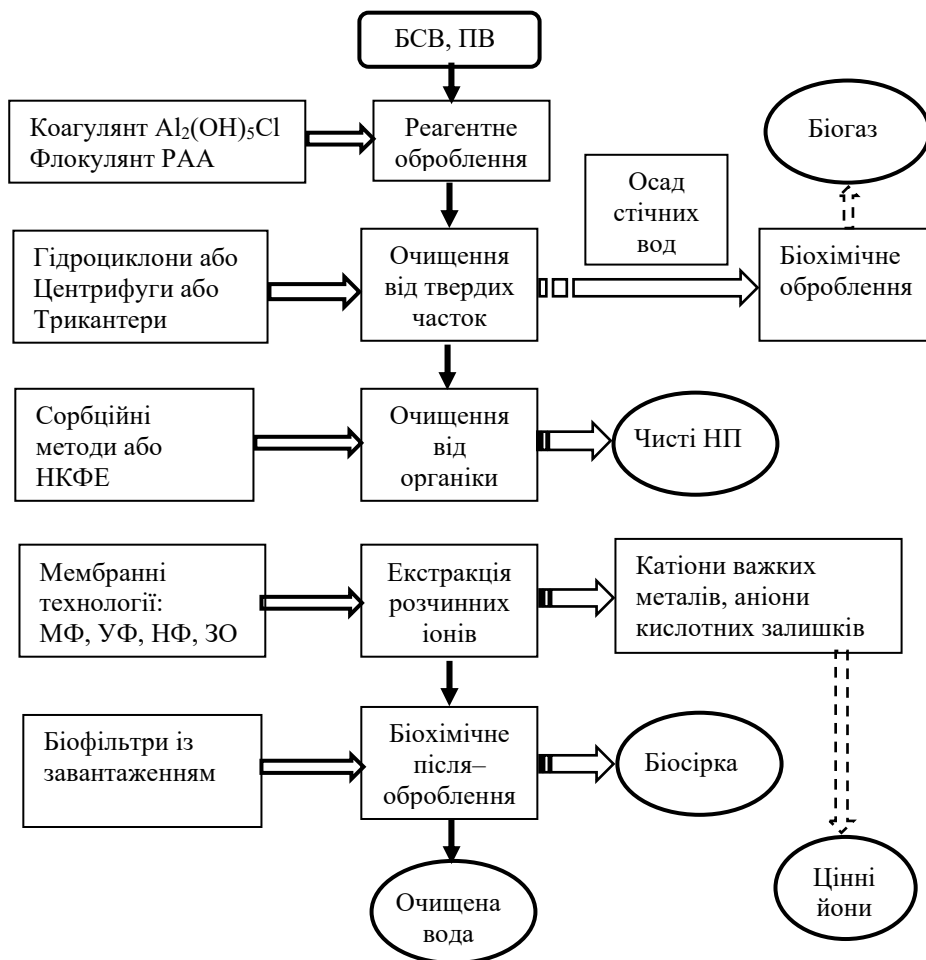 БСВ, ПВ
Коагулянт Al₂(OH)₅Cl
Флокулянт PAA
Реагентне
оброблення
Біогаз
Осад
стічних
вод
Гідроциклони або
Центрифуги або
Трикантери
Очищення
від твердих
часток
Біохімічне
оброблення
Сорбційні
методи або
НКФЕ
Очищення
від
органіки
Чисті НП
Мембранні
технології:
МФ, УФ, НФ, ЗО
Екстракція
розчинних
іонів
Катіони важких
металів, аніони
кислотних залишків
Біофільтри із
завантаженням
Біохімічне
після–
оброблення
Біосірка
Очищена
вода
Цінні
йони